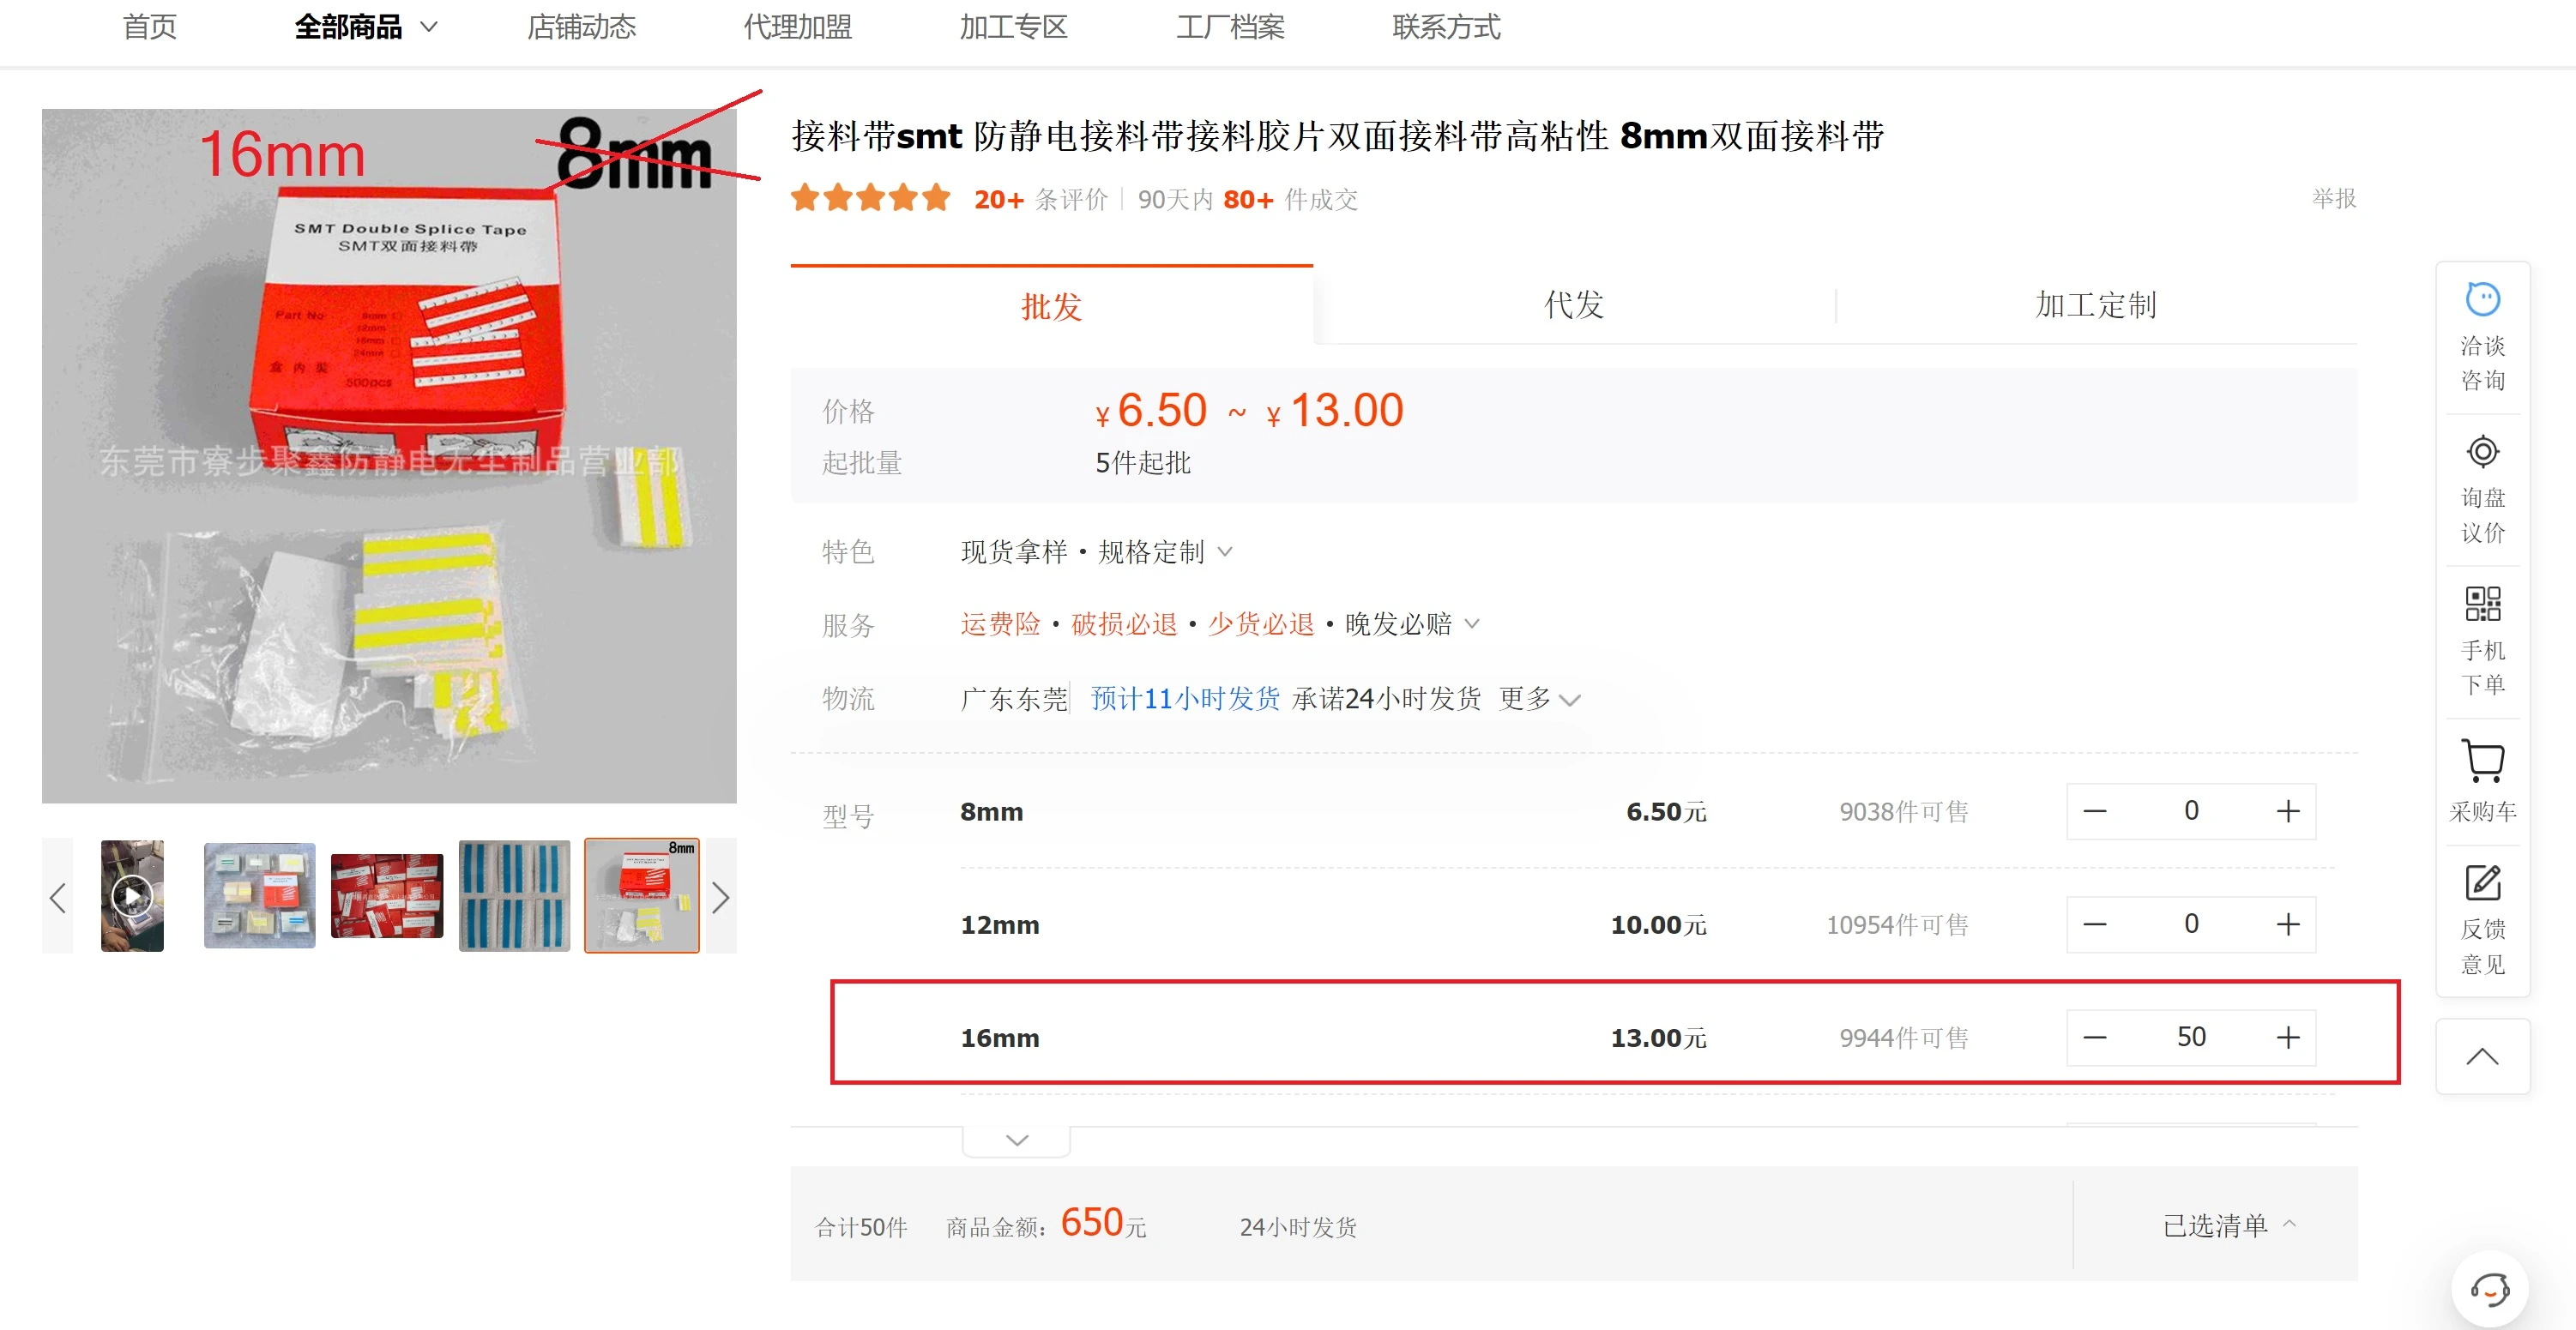 首页 全部商品 店铺动态 代理加盟 加工专区 工厂档案 联系方式
16mm
8mm
SMT Double Splice Tape
SMT双面接料帶
Part No 8mm
12mm
16mm
24mm
盒内装 500pcs
东莞市寮步聚鑫防静电无尘制品营业部
8mm
接料带smt 防静电接料带接料胶片双面接料带高粘性 8mm双面接料带
20+ 条评价 90天内 80+ 件成交
举报
批发 代发 加工定制
价格 ¥6.50 ~ ¥13.00
起批量 5件起批
特色 现货拿样·规格定制
服务 运费险·破损必退·少货必退·晚发必赔
物流 广东东莞 预计11小时发货 承诺24小时发货 更多
型号 8mm 6.50元 9038件可售 0
12mm 10.00元 10954件可售 0
16mm 13.00元 9944件可售 50
合计50件 商品金额: 650元 24小时发货 已选清单
洽谈
咨询
询盘
议价
手机
下单
采购车
反馈
意见